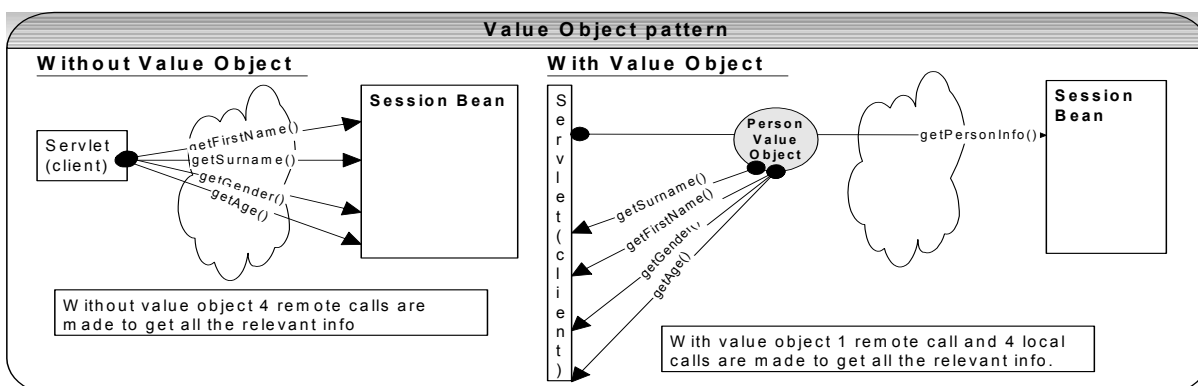 Value Object pattern
Without Value Object
Session Bean
Servlet
(client)
getFirstName()
getSurname()
getGender()
getAge()
Without value object 4 remote calls are
made to get all the relevant info
With Value Object
Servlet(client)
Person
Value
Object
getPersonInfo()
Session
Bean
getSurname()
getFirstName()
getGender()
getAge()
With value object 1 remote call and 4 local
calls are made to get all the relevant info.